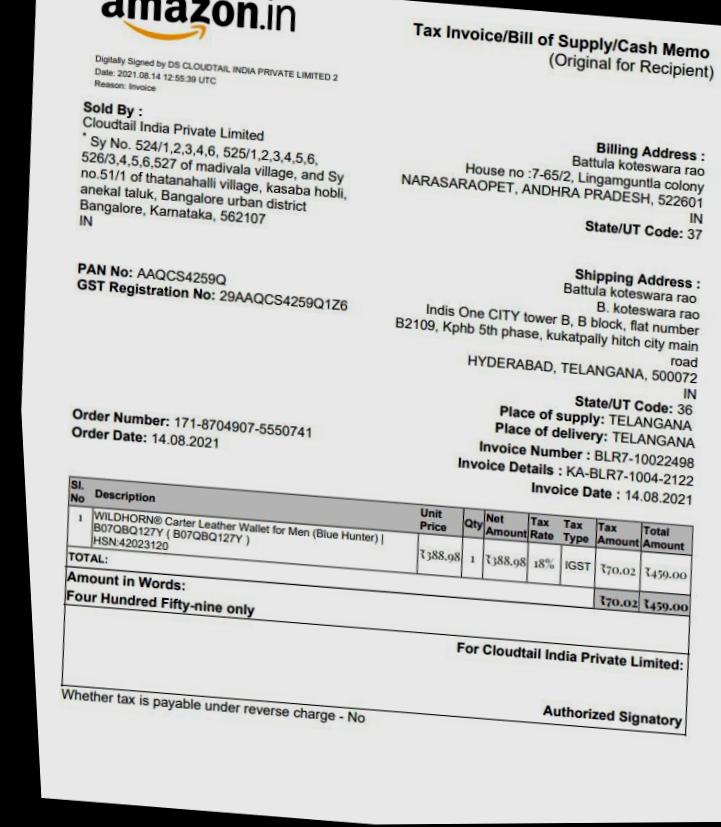 amazon.in
Tax Invoice/Bill of Supply/Cash Memo
(Original for Recipient)
Digitally Signed by DS CLOUDTAIL INDIA PRIVATE LIMITED 2
Date: 2021.08.14 12:55:39 UTC
Reason: Invoice
Sold By :
Cloudtail India Private Limited
* Sy No. 524/1,2,3,4,6, 525/1,2,3,4,5,6,
526/3,4,5,6,527 of madivala village, and Sy
no.51/1 of thatanahalli village, kasaba hobli,
anekal taluk, Bangalore urban district
Bangalore, Karnataka, 562107
IN
Billing Address :
Battula koteswara rao
House no :7-65/2, Lingamguntla colony
NARASARAOPET, ANDHRA PRADESH, 522601
IN
State/UT Code: 37
PAN No: AAQCS4259Q
GST Registration No: 29AAQCS4259Q1Z6
Shipping Address :
Battula koteswara rao
B. koteswara rao
Indis One CITY tower B, B block, flat number
B2109, Kphb 5th phase, kukatpally hitch city main
road
HYDERABAD, TELANGANA, 500072
IN
State/UT Code: 36
Place of supply: TELANGANA
Place of delivery: TELANGANA
Order Number: 171-8704907-5550741
Order Date: 14.08.2021
Invoice Number : BLR7-10022498
Invoice Details : KA-BLR7-1004-2122
Invoice Date : 14.08.2021
Sl. No Description Unit Price Qty Net Amount Tax Rate Tax Type Tax Amount Total Amount
1 WILDHORN® Carter Leather Wallet for Men (Blue Hunter) | ₹388.98 1 ₹388.98 18% IGST ₹70.02 ₹459.00
B07QBQ127Y ( B07QBQ127Y )
HSN:42023120
TOTAL: ₹70.02 ₹459.00
Amount in Words:
Four Hundred Fifty-nine only
For Cloudtail India Private Limited:
Authorized Signatory
Whether tax is payable under reverse charge - No